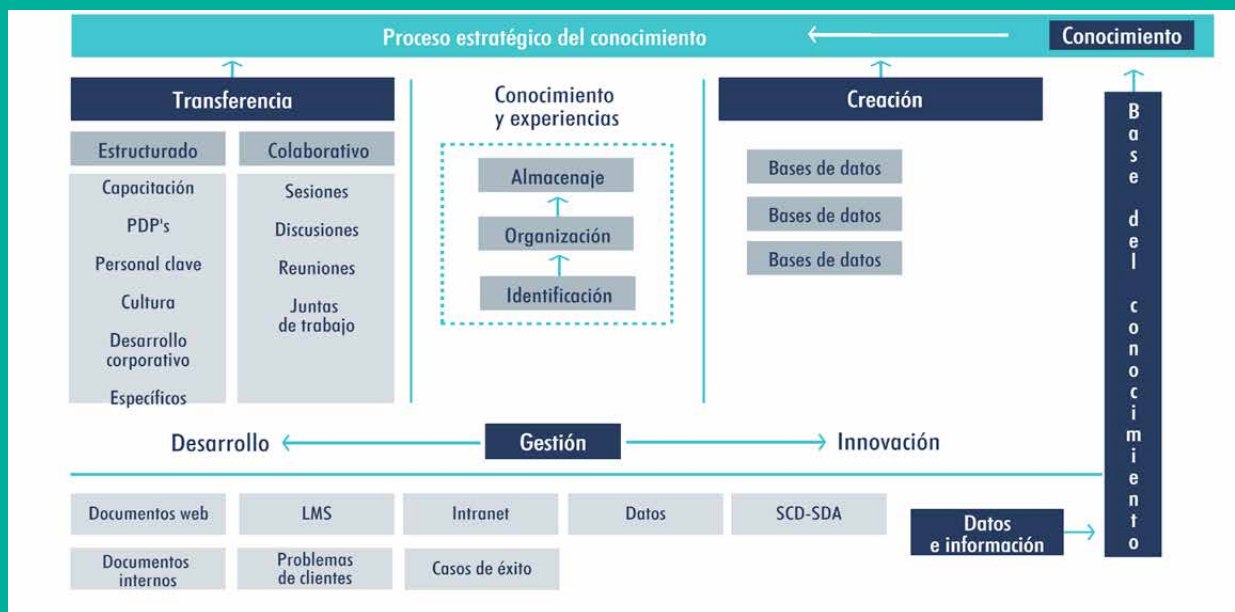 Proceso estratégico del conocimiento
Conocimiento
Transferencia
Estructurado
Capacitación
PDP's
Personal clave
Cultura
Desarrollo
corporativo
Específicos
Colaborativo
Sesiones
Discusiones
Reuniones
Juntas
de trabajo
Conocimiento
y experiencias
Almacenaje
Organización
Identificación
Creación
Bases de datos
Bases de datos
Bases de datos
Base del conocimiento
Desarrollo
Gestión
Innovación
Documentos web
LMS
Intranet
Datos
SCD-SDA
Documentos
internos
Problemas
de clientes
Casos de éxito
Datos
e información